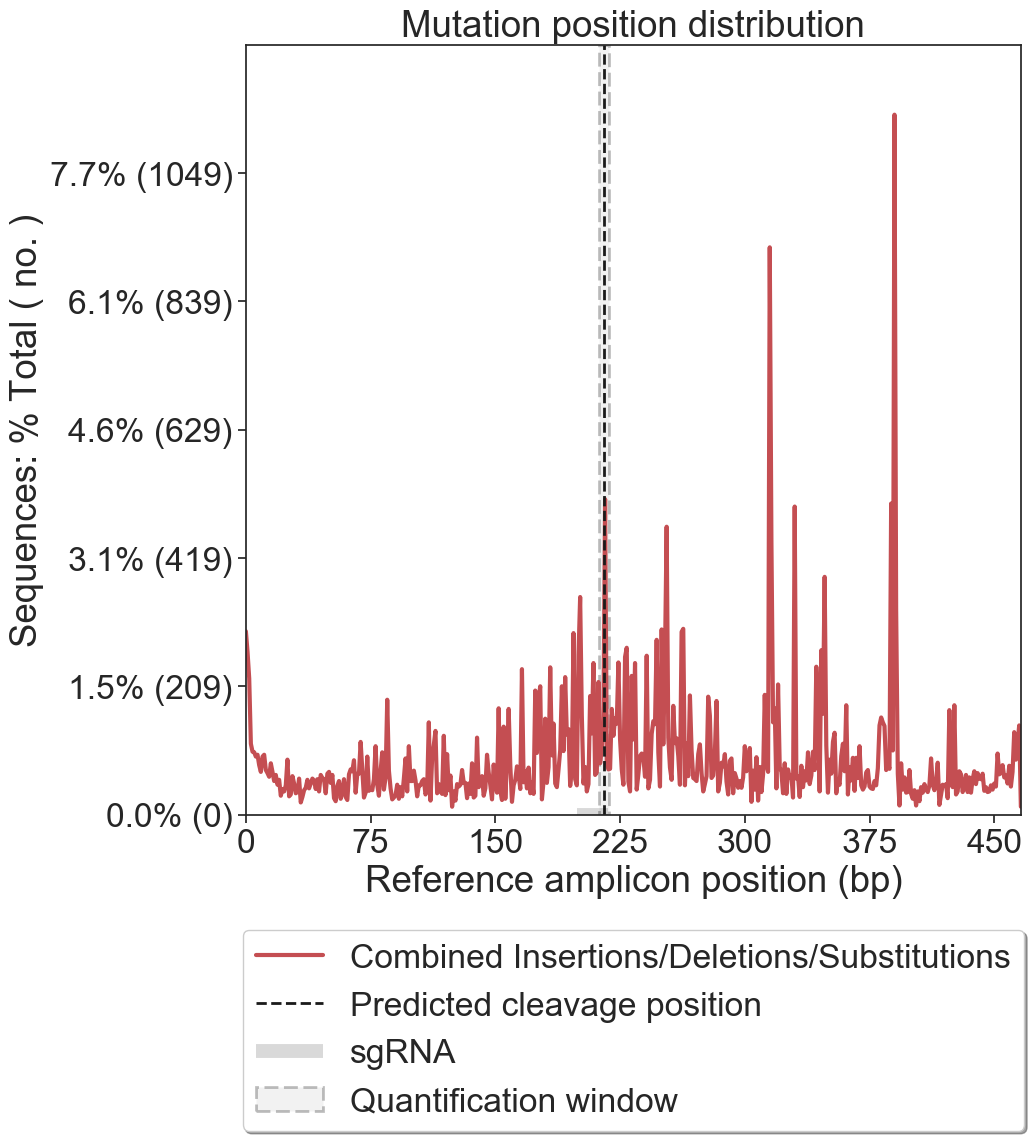 Mutation position distribution
Sequences: % Total ( no. )
7.7% (1049)
6.1% (839)
4.6% (629)
3.1% (419)
1.5% (209)
0.0% (0)
0 75 150 225 300 375 450
Reference amplicon position (bp)
Combined Insertions/Deletions/Substitutions
Predicted cleavage position
sgRNA
Quantification window